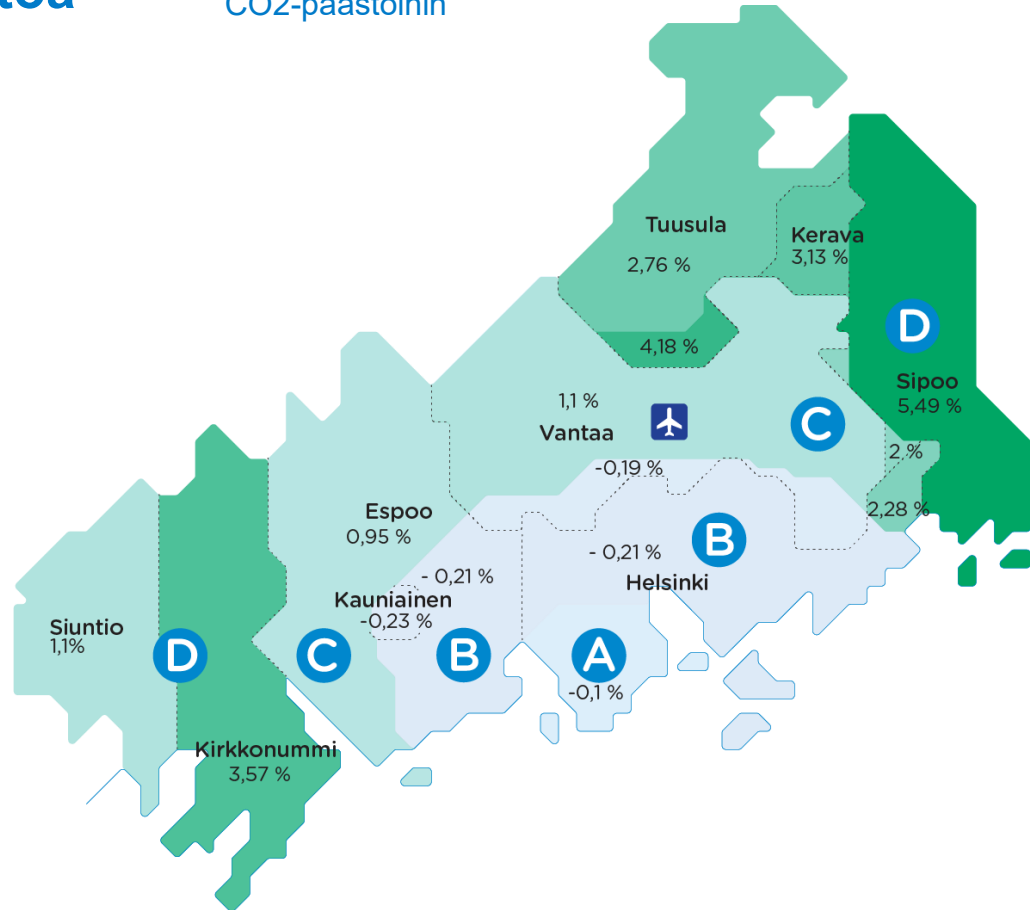 CO2-päästöihin
Tuusula
2,76 %
Kerava
3,13 %
D
4,18 %
Sipoo
5,49 %
1,1 %
Vantaa
C
2 %
-0,19 %
2,28 %
Espoo
0,95 %
B
- 0,21 %
Helsinki
- 0,21 %
Kauniainen
-0,23 %
Siuntio
1,1%
D
C
B
A
-0,1 %
Kirkkonummi
3,57 %